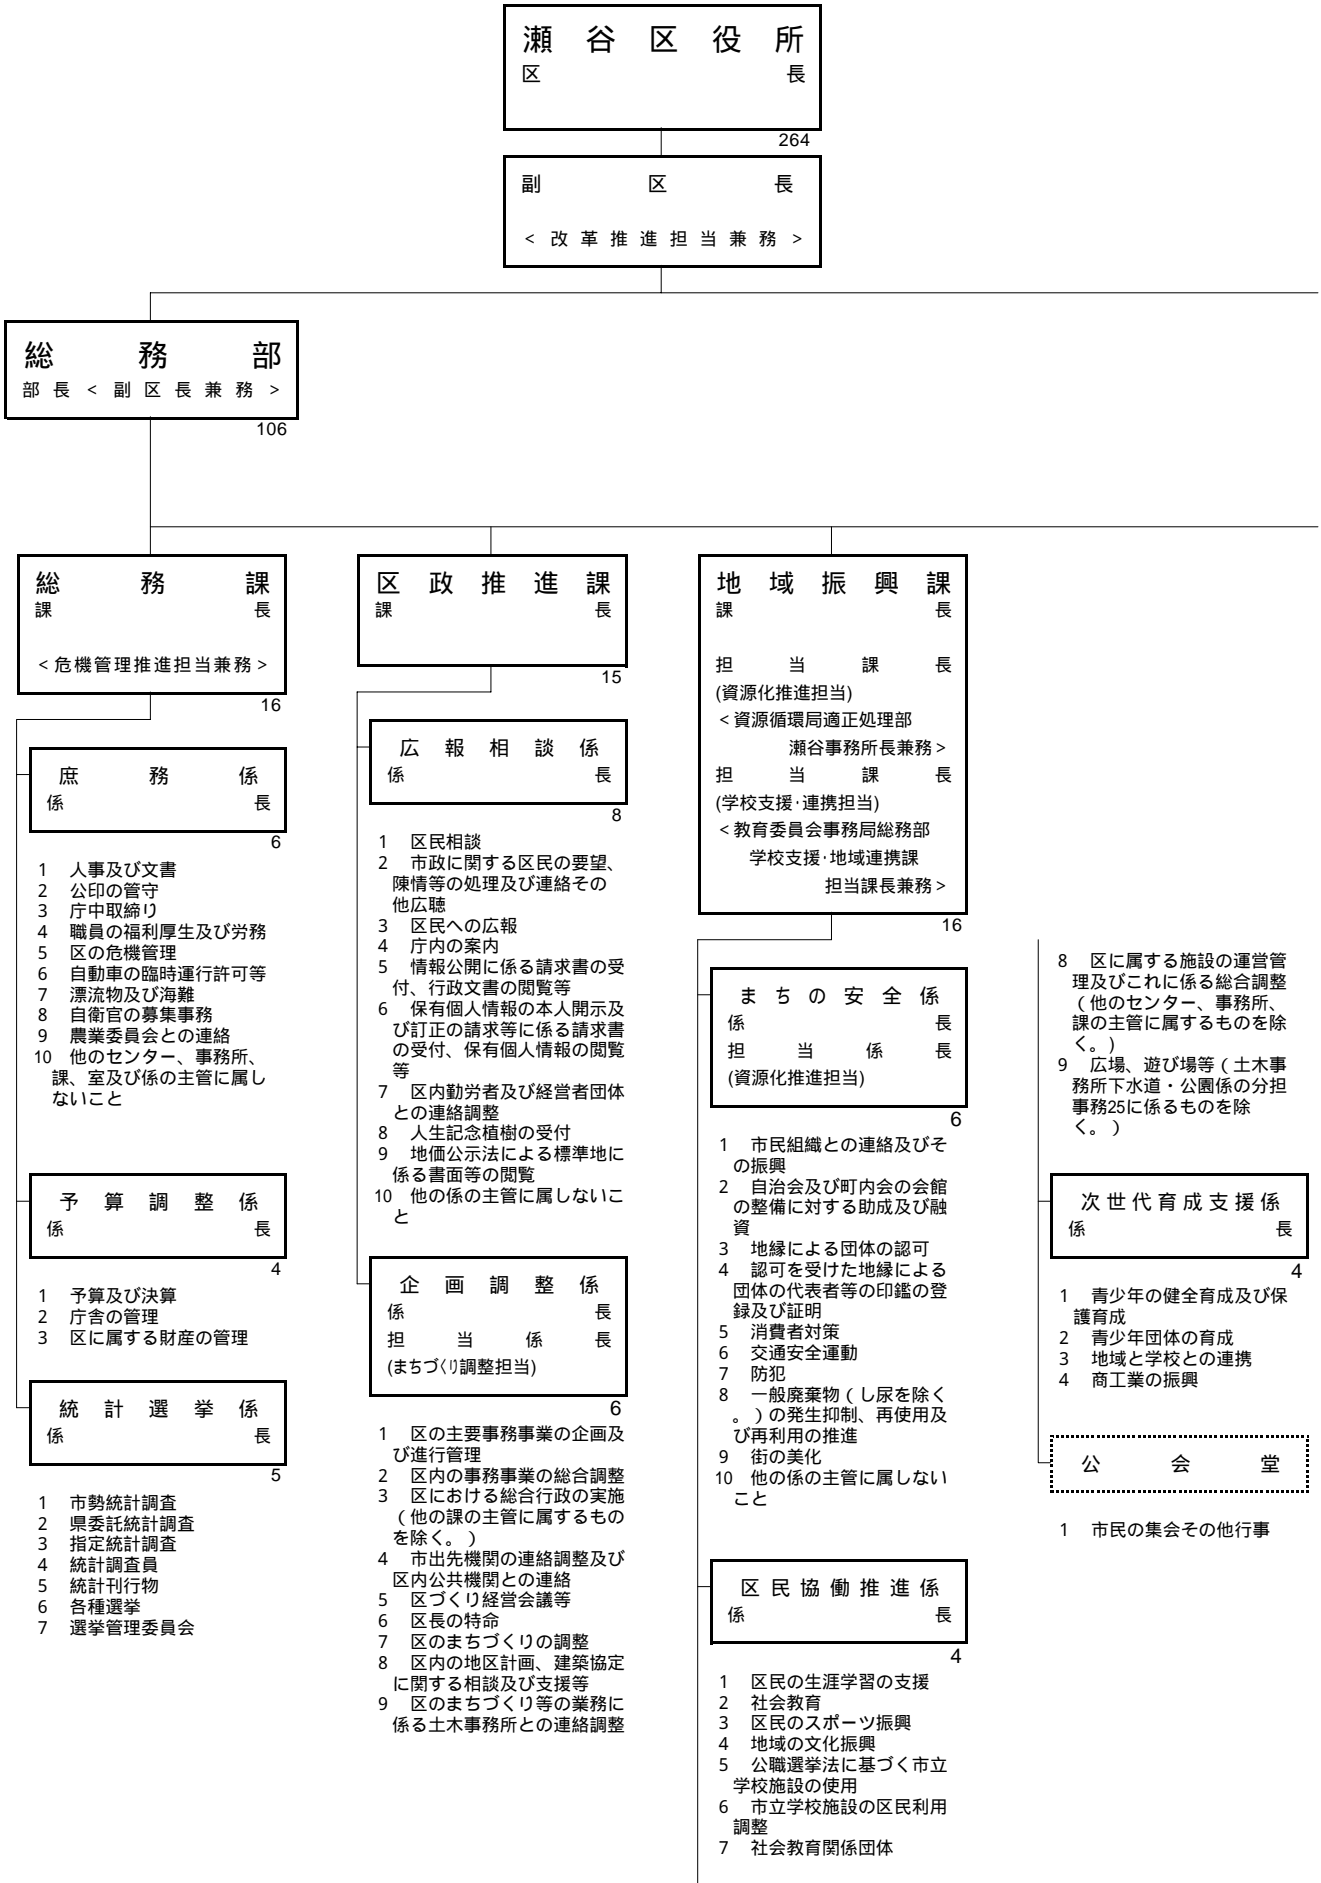 瀬谷区役所
区長
264
副区長
<改革推進担当兼務>
総務部
部長<副区長兼務>
106
総務課
課長
<危機管理推進担当兼務>
16
庶務係
係長
6
1 人事及び文書
2 公印の管守
3 庁中取締り
4 職員の福利厚生及び労務
5 区の危機管理
6 自動車の臨時運行許可等
7 漂流物及び海難
8 自衛官の募集事務
9 農業委員会との連絡
10 他のセンター、事務所、
課、室及び係の主管に属し
ないこと
予算調整係
係長
4
1 予算及び決算
2 庁舎の管理
3 区に属する財産の管理
統計選挙係
係長
5
1 市勢統計調査
2 県委託統計調査
3 指定統計調査
4 統計調査員
5 統計刊行物
6 各種選挙
7 選挙管理委員会
区政推進課
課長
15
広報相談係
係長
8
1 区民相談
2 市政に関する区民の要望、
陳情等の処理及び連絡その
他広聴
3 区民への広報
4 庁内の案内
5 情報公開に係る請求書の受
付、行政文書の閲覧等
6 保有個人情報の本人開示及
び訂正の請求等に係る請求書
の受付、保有個人情報の閲覧
等
7 区内勤労者及び経営者団体
との連絡調整
8 人生記念植樹の受付
9 地価公示法による標準地に
係る書面等の閲覧
10 他の係の主管に属しないこ
と
企画調整係
係長
担当係長
(まちづくり調整担当)
6
1 区の主要事務事業の企画及
び進行管理
2 区内の事務事業の総合調整
3 区における総合行政の実施
(他の課の主管に属するもの
を除く。)
4 市出先機関の連絡調整及び
区内公共機関との連絡
5 区づくり経営会議等
6 区長の特命
7 区のまちづくりの調整
8 区内の地区計画、建築協定
に関する相談及び支援等
9 区のまちづくり等の業務に
係る土木事務所との連絡調整
地域振興課
課長
担当課長
(資源化推進担当)
<資源循環局適正処理部
瀬谷事務所長兼務>
担当課長
(学校支援・連携担当)
<教育委員会事務局総務部
学校支援・地域連携課
担当課長兼務>
16
まちの安全係
係長
担当係長
(資源化推進担当)
6
1 市民組織との連絡及びそ
の振興
2 自治会及び町内会の会館
の整備に対する助成及び融
資
3 地縁による団体の認可
4 認可を受けた地縁による
団体の代表者等の印鑑の登
録及び証明
5 消費者対策
6 交通安全運動
7 防犯
8 一般廃棄物(し尿を除く
。)の発生抑制、再使用及
び再利用の推進
9 街の美化
10 他の係の主管に属しない
こと
区民協働推進係
係長
4
1 区民の生涯学習の支援
2 社会教育
3 区民のスポーツ振興
4 地域の文化振興
5 公職選挙法に基づく市立
学校施設の使用
6 市立学校施設の区民利用
調整
7 社会教育関係団体
8 区に属する施設の運営管
理及びこれに係る総合調整
(他のセンター、事務所、
課の主管に属するものを除
く。)
9 広場、遊び場等(土木事
務所下水道・公園係の分担
事務25に係るものを除
く。)
次世代育成支援係
係長
4
1 青少年の健全育成及び保
護育成
2 青少年団体の育成
3 地域と学校との連携
4 商工業の振興
公会堂
1 市民の集会その他行事